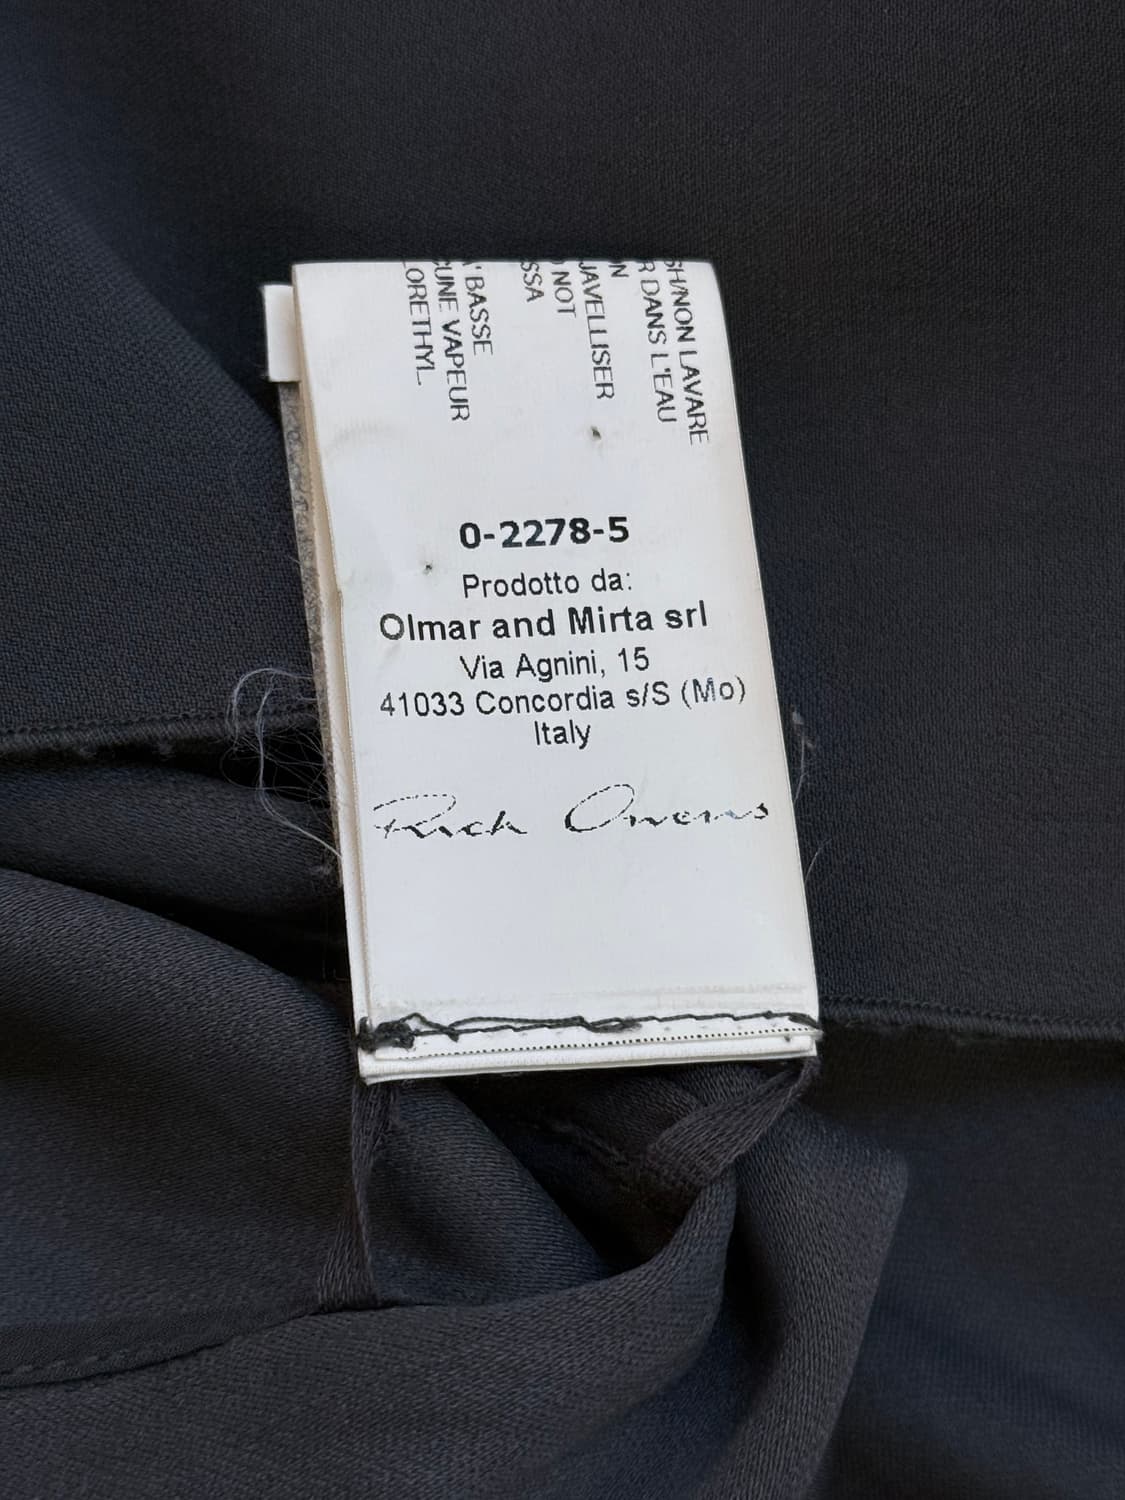 SH/NON LAVARE
R DANS L'EAU
N
JAVELLISER
NOT
SSA
A' BASSE
CUNE VAPEUR
LORETHYL.
0-2278-5
Prodotto da:
Olmar and Mirta srl
Via Agnini, 15
41033 Concordia s/S (Mo)
Italy
Rick Owens